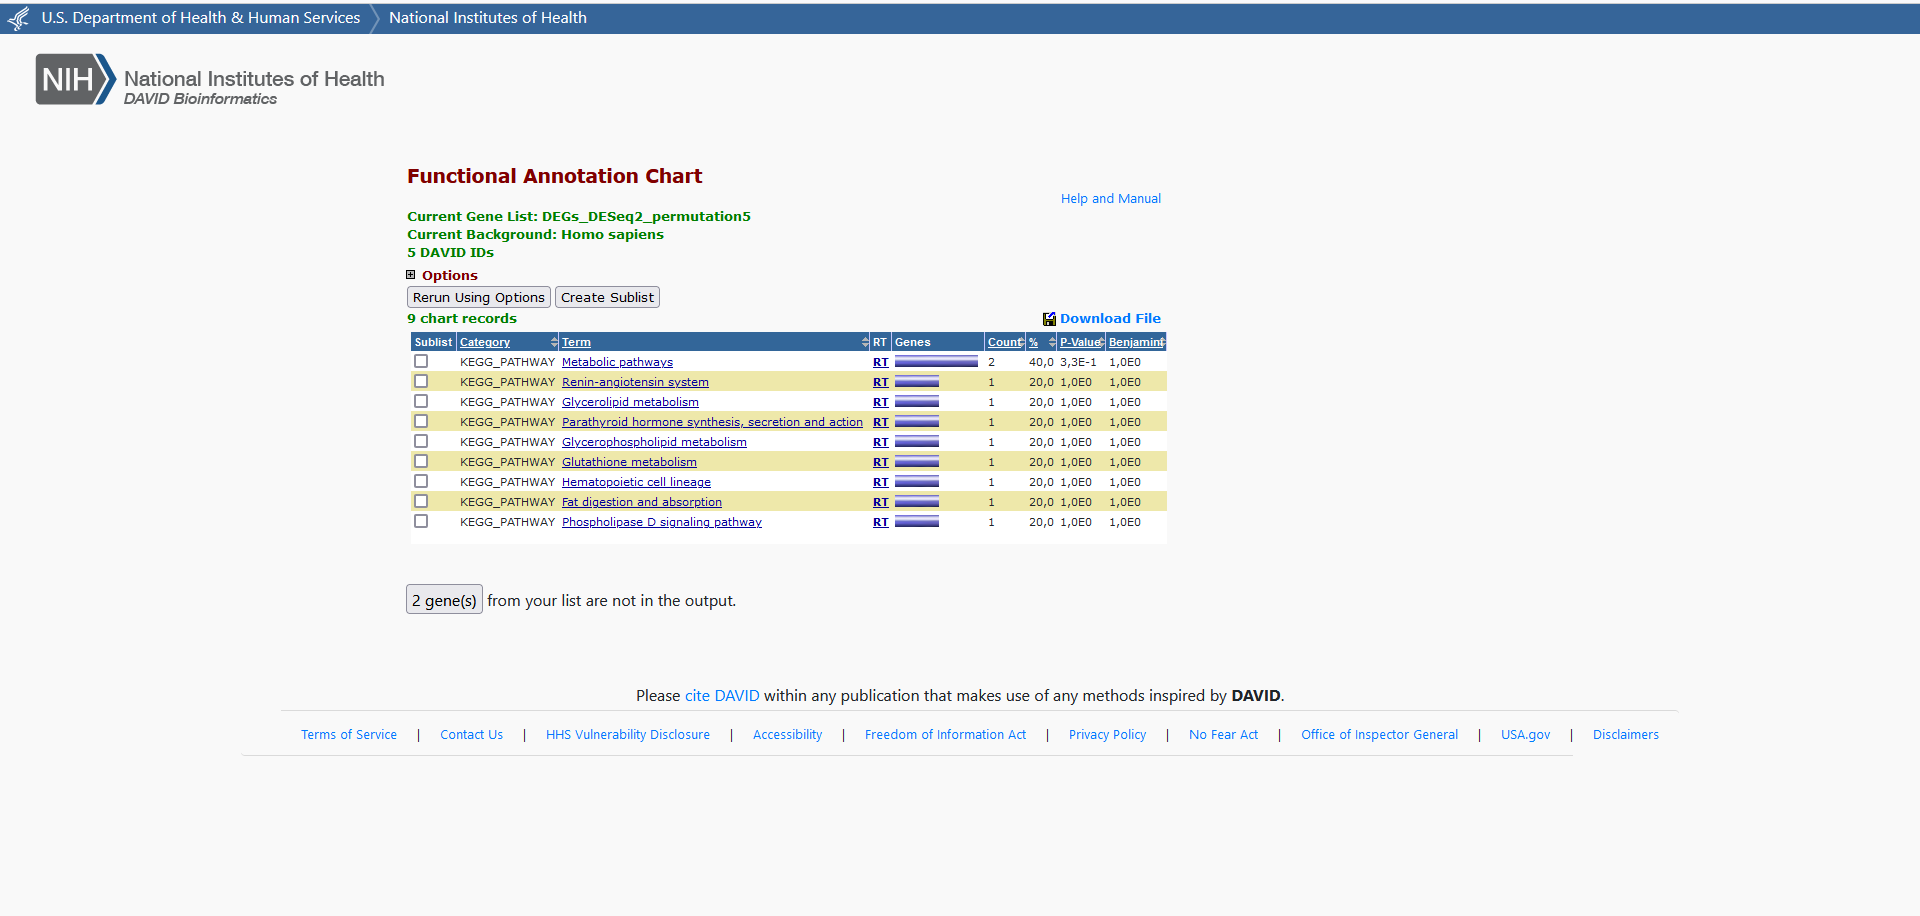 U.S. Department of Health & Human Services National Institutes of Health
NIH National Institutes of Health
DAVID Bioinformatics
Functional Annotation Chart
Help and Manual
Current Gene List: DEGs_DESeq2_permutation5
Current Background: Homo sapiens
5 DAVID IDs
Options
Rerun Using Options Create Sublist
9 chart records Download File
Sublist Category Term RT Genes Count % P-Value Benjamini
KEGG_PATHWAY Metabolic pathways RT 2 40,0 3,3E-1 1,0E0
KEGG_PATHWAY Renin-angiotensin system RT 1 20,0 1,0E0 1,0E0
KEGG_PATHWAY Glycerolipid metabolism RT 1 20,0 1,0E0 1,0E0
KEGG_PATHWAY Parathyroid hormone synthesis, secretion and action RT 1 20,0 1,0E0 1,0E0
KEGG_PATHWAY Glycerophospholipid metabolism RT 1 20,0 1,0E0 1,0E0
KEGG_PATHWAY Glutathione metabolism RT 1 20,0 1,0E0 1,0E0
KEGG_PATHWAY Hematopoietic cell lineage RT 1 20,0 1,0E0 1,0E0
KEGG_PATHWAY Fat digestion and absorption RT 1 20,0 1,0E0 1,0E0
KEGG_PATHWAY Phospholipase D signaling pathway RT 1 20,0 1,0E0 1,0E0
2 gene(s) from your list are not in the output.
Please cite DAVID within any publication that makes use of any methods inspired by DAVID.
Terms of Service | Contact Us | HHS Vulnerability Disclosure | Accessibility | Freedom of Information Act | Privacy Policy | No Fear Act | Office of Inspector General | USA.gov | Disclaimers